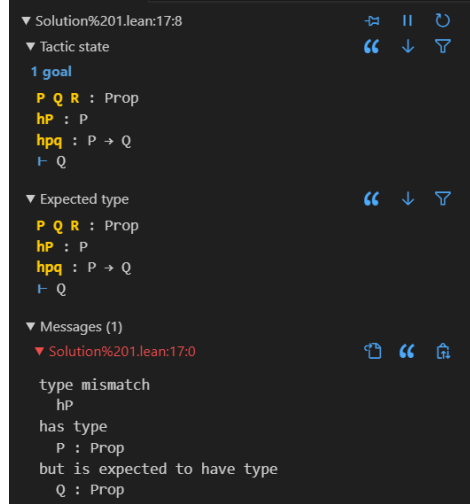 Solution%201.lean:17:8
Tactic state
1 goal
P Q R : Prop
hP : P
hpq : P → Q
⊢ Q
Expected type
P Q R : Prop
hP : P
hpq : P → Q
⊢ Q
Messages (1)
Solution%201.lean:17:0
type mismatch
hP
has type
P : Prop
but is expected to have type
Q : Prop